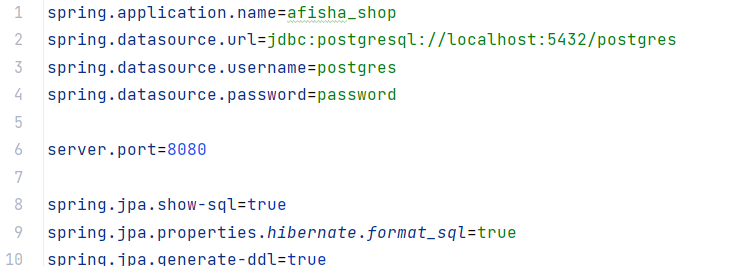 1 spring.application.name=afisha_shop
2 spring.datasource.url=jdbc:postgresql://localhost:5432/postgres
3 spring.datasource.username=postgres
4 spring.datasource.password=password
5
6 server.port=8080
7
8 spring.jpa.show-sql=true
9 spring.jpa.properties.hibernate.format_sql=true
10 spring.jpa.generate-ddl=true